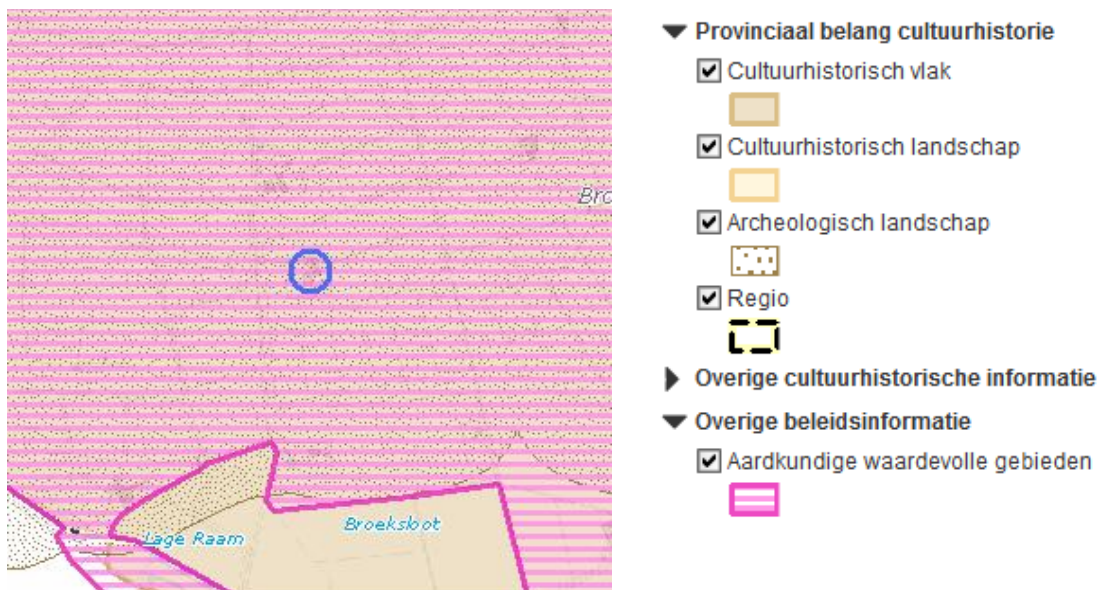 Bro
Lage Raam
Broeksloot
Provinciaal belang cultuurhistorie
Cultuurhistorisch vlak
Cultuurhistorisch landschap
Archeologisch landschap
Regio
Overige cultuurhistorische informatie
Overige beleidsinformatie
Aardkundige waardevolle gebieden